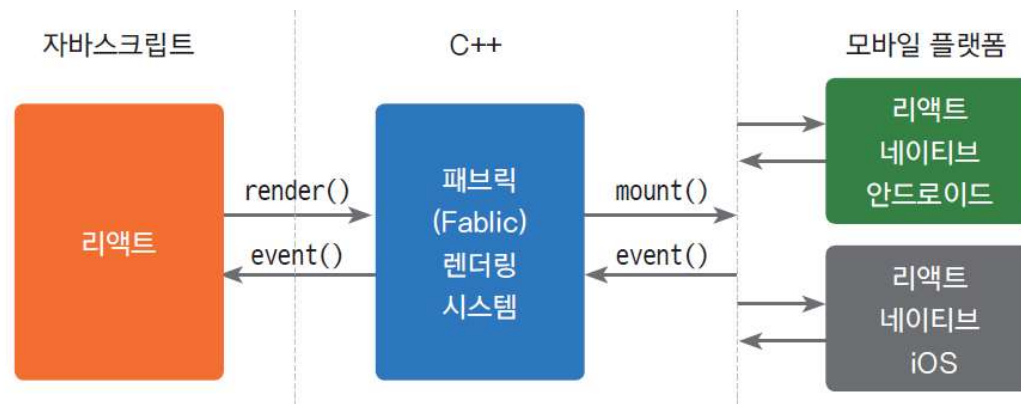 자바스크립트
C++
모바일 플랫폼
리액트
render()
event()
패브릭
(Fablic)
렌더링
시스템
mount()
event()
리액트
네이티브
안드로이드
리액트
네이티브
iOS